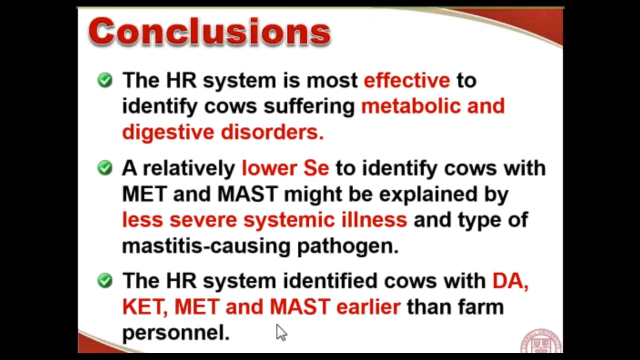 Conclusions
The HR system is most effective to
identify cows suffering metabolic and
digestive disorders.
A relatively lower Se to identify cows with
MET and MAST might be explained by
less severe systemic illness and type of
mastitis-causing pathogen.
The HR system identified cows with DA,
KET, MET and MAST earlier than farm
personnel.